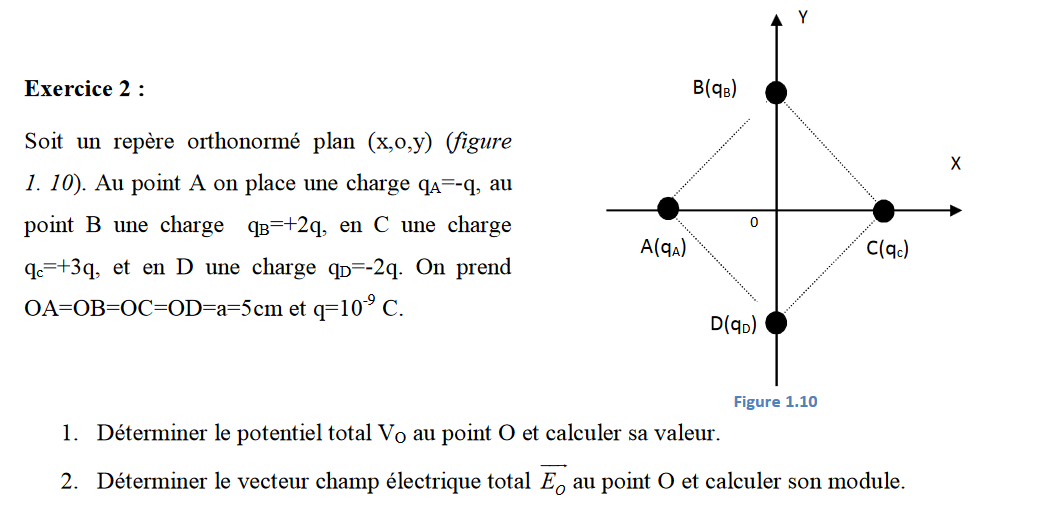 Exercice 2 :
Soit un repère orthonormé plan (x,o,y) (figure
1. 10). Au point A on place une charge qA=-q, au
point B une charge qB=+2q, en C une charge
qc=+3q, et en D une charge qD=-2q. On prend
OA=OB=OC=OD=a=5cm et q=10⁻⁹ C.
Y
B(qB)
X
0
A(qA)
C(qc)
D(qD)
Figure 1.10
1. Déterminer le potentiel total VO au point O et calculer sa valeur.
2. Déterminer le vecteur champ électrique total E⃗o au point O et calculer son module.